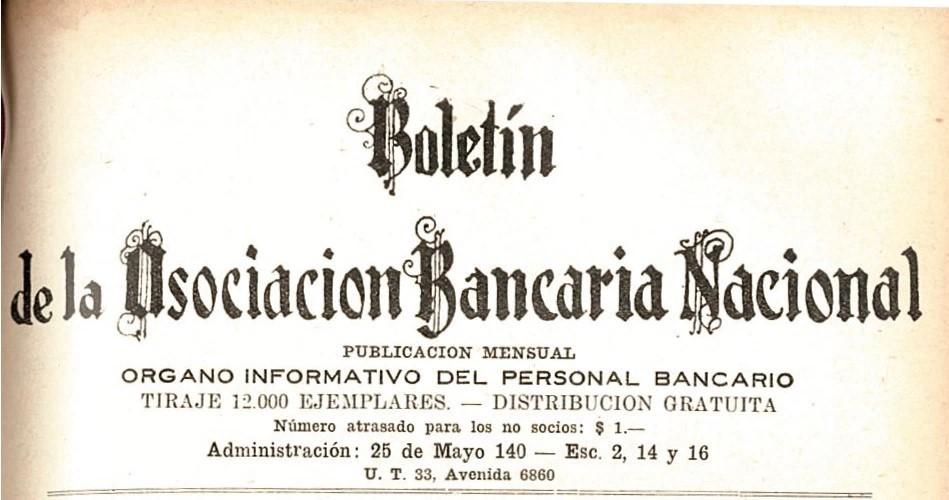 Boletín
de la Asociacion Bancaria Nacional
PUBLICACION MENSUAL
ORGANO INFORMATIVO DEL PERSONAL BANCARIO
TIRAJE 12.000 EJEMPLARES. — DISTRIBUCION GRATUITA
Número atrasado para los no socios: $ 1.—
Administración: 25 de Mayo 140 — Esc. 2, 14 y 16
U. T. 33, Avenida 6860